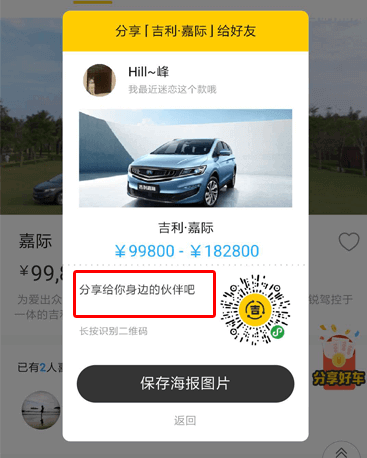 分享「吉利·嘉际」给好友
Hill~峰
我最近迷恋这个款哦
吉利·嘉际
￥99800 - ￥182800
分享给你身边的伙伴吧
长按识别二维码
吉
保存海报图片
返回
嘉际
￥99,8
为爱出众
锐驾控于
一体的吉利
已有2人
分享好车